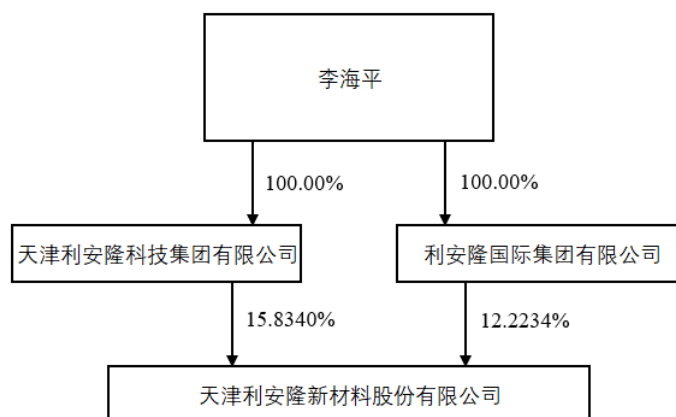 李海平
100.00%
100.00%
天津利安隆科技集团有限公司
利安隆国际集团有限公司
15.8340%
12.2234%
天津利安隆新材料股份有限公司